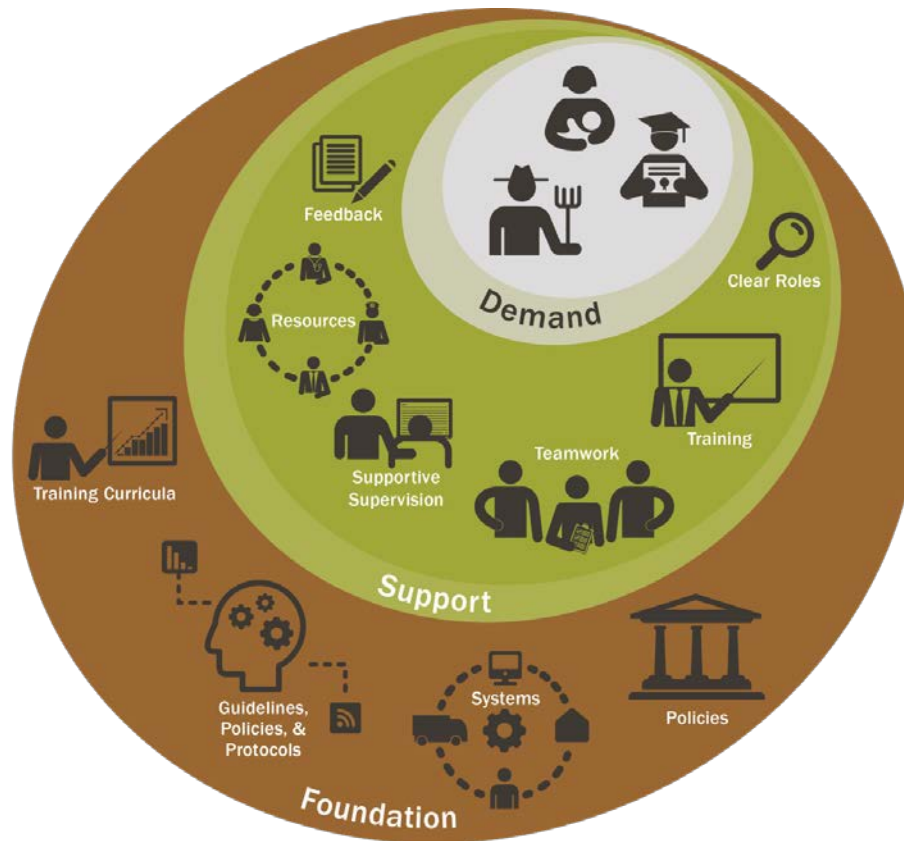 Feedback
Clear Roles
Demand
Resources
Training
Teamwork
Supportive
Supervision
Training Curricula
Support
Guidelines,
Policies, &
Protocols
Systems
Policies
Foundation